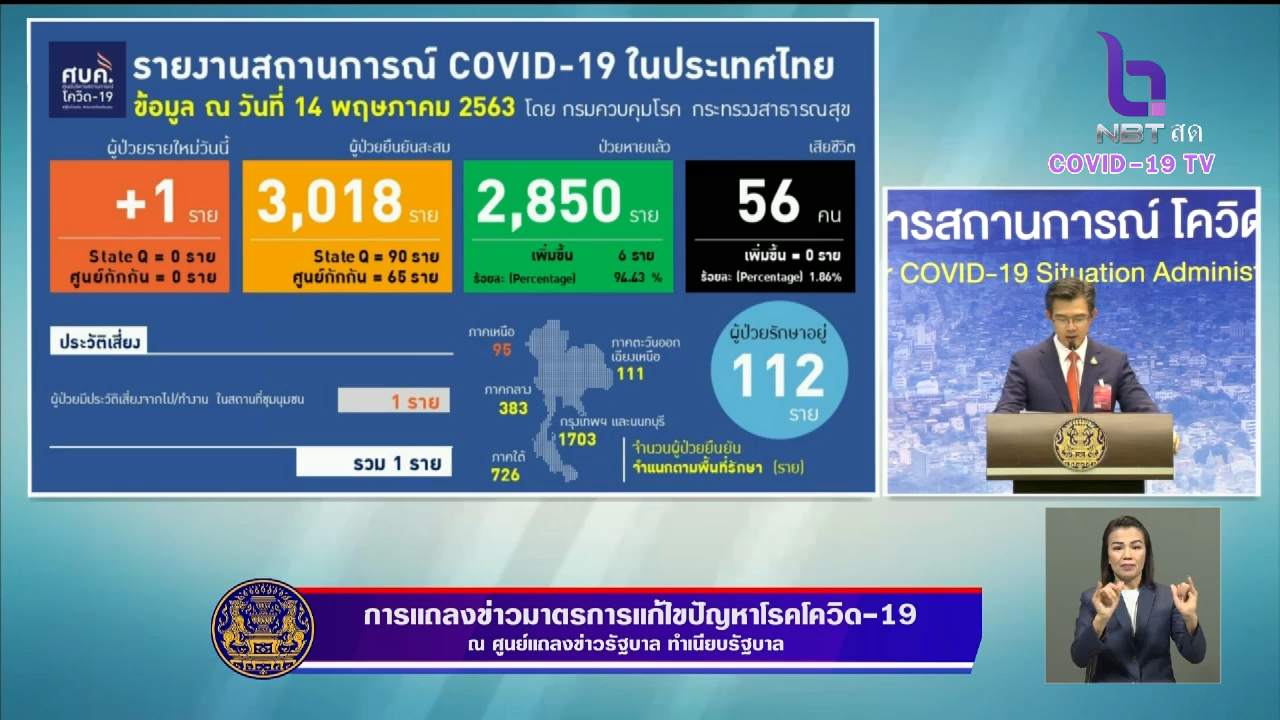 ศบค.
โควิด-19
รายงานสถานการณ์ COVID-19 ในประเทศไทย
ข้อมูล ณ วันที่ 14 พฤษภาคม 2563 โดย กรมควบคุมโรค กระทรวงสาธารณสุข
ผู้ป่วยรายใหม่วันนี้
+1 ราย
State Q = 0 ราย
ศูนย์กักกัน = 0 ราย
ผู้ป่วยยืนยันสะสม
3,018 ราย
State Q = 90 ราย
ศูนย์กักกัน = 65 ราย
ป่วยหายแล้ว
2,850 ราย
เพิ่มขึ้น 6 ราย
ร้อยละ (Percentage) 94.43 %
เสียชีวิต
56 คน
เพิ่มขึ้น = 0 ราย
ร้อยละ (Percentage) 1.86%
ประวัติเสี่ยง
ผู้ป่วยมีประวัติเสี่ยงจากไป/ทำงาน ในสถานที่ชุมนุมชน
1 ราย
รวม 1 ราย
ภาคเหนือ
95
ภาคตะวันออก
เฉียงเหนือ
111
ภาคกลาง
383
กรุงเทพฯ และนนทบุรี
1703
ภาคใต้
726
ผู้ป่วยรักษาอยู่
112
ราย
จำนวนผู้ป่วยยืนยัน
จำแนกตามพื้นที่รักษา (ราย)
NBT สด
COVID-19 TV
ารสถานการณ์ โควิด
r COVID-19 Situation Administ
การแถลงข่าวมาตรการแก้ไขปัญหาโรคโควิด-19
ณ ศูนย์แถลงข่าวรัฐบาล ทำเนียบรัฐบาล